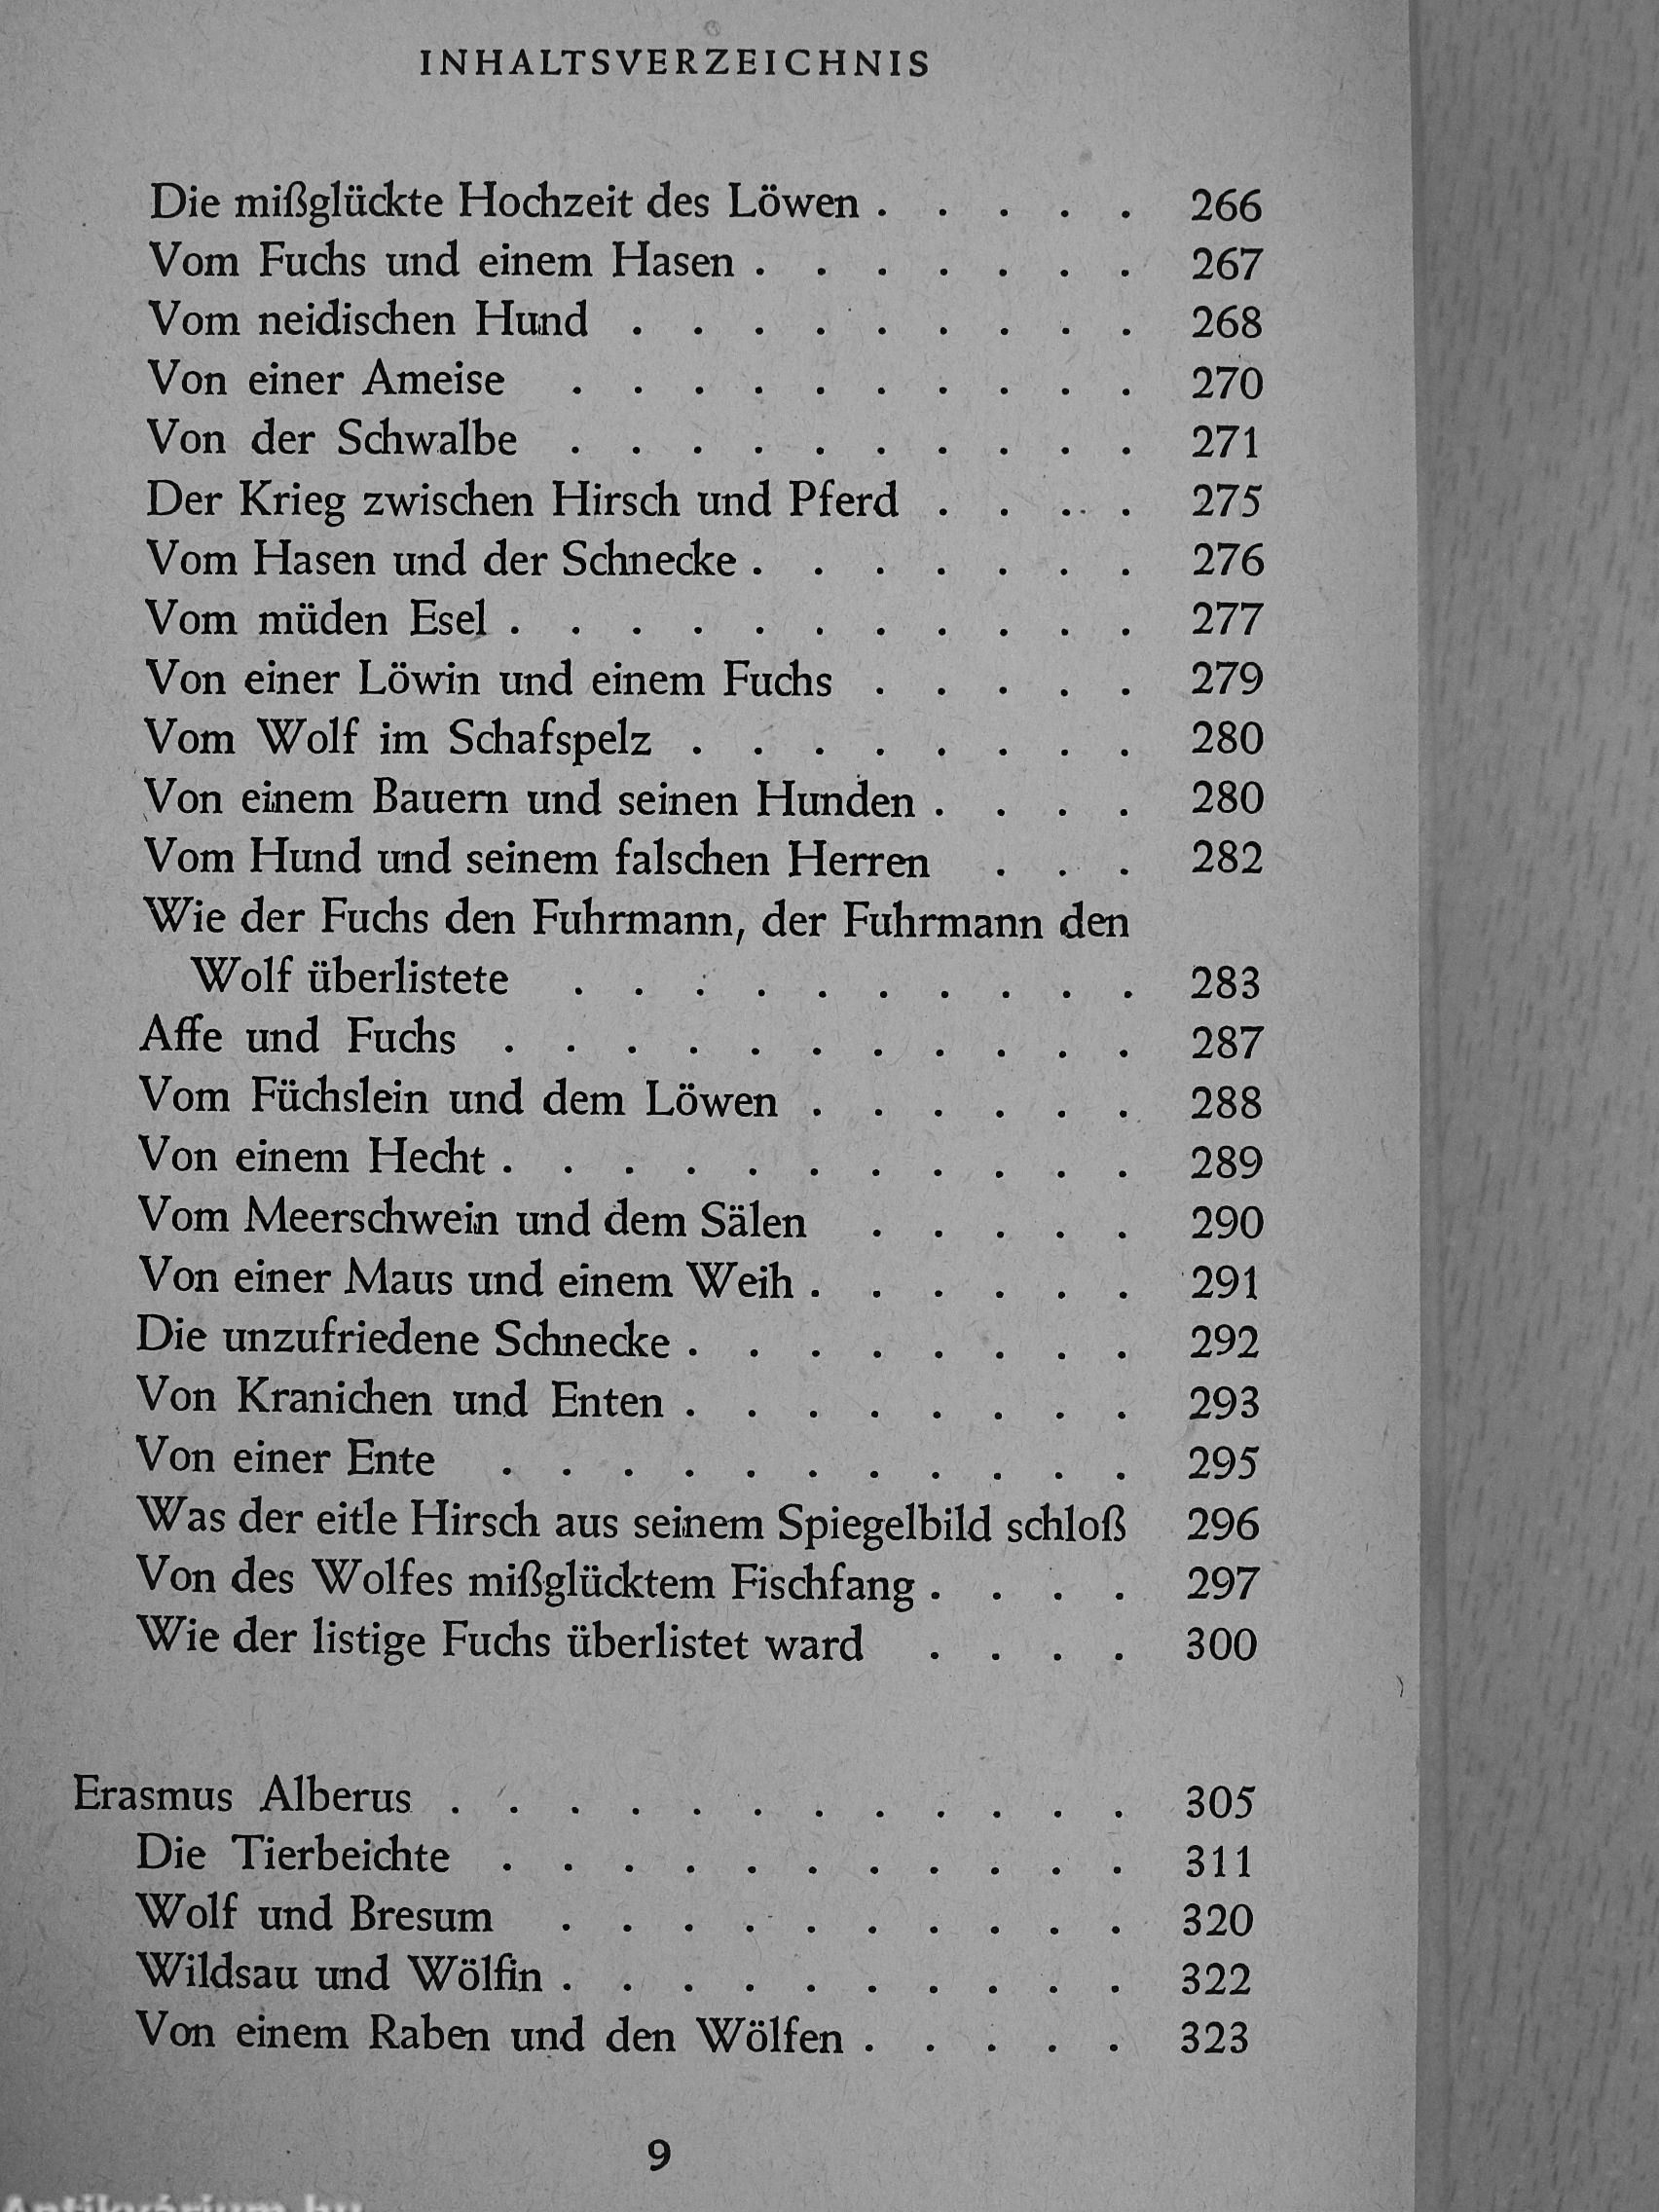 INHALTSVERZEICHNIS
Die mißglückte Hochzeit des Löwen . . . . . 266
Vom Fuchs und einem Hasen . . . . . . . 267
Vom neidischen Hund . . . . . . . . . 268
Von einer Ameise . . . . . . . . . . 270
Von der Schwalbe . . . . . . . . . . 271
Der Krieg zwischen Hirsch und Pferd . . . . 275
Vom Hasen und der Schnecke . . . . . . . 276
Vom müden Esel . . . . . . . . . . . 277
Von einer Löwin und einem Fuchs . . . . . 279
Vom Wolf im Schafspelz . . . . . . . . 280
Von einem Bauern und seinen Hunden . . . . 280
Vom Hund und seinem falschen Herren . . . 282
Wie der Fuchs den Fuhrmann, der Fuhrmann den
Wolf überlistete . . . . . . . . . . 283
Affe und Fuchs . . . . . . . . . . . 287
Vom Füchslein und dem Löwen . . . . . . 288
Von einem Hecht . . . . . . . . . . . 289
Vom Meerschwein und dem Sälen . . . . . 290
Von einer Maus und einem Weih . . . . . . 291
Die unzufriedene Schnecke . . . . . . . . 292
Von Kranichen und Enten . . . . . . . . 293
Von einer Ente . . . . . . . . . . . 295
Was der eitle Hirsch aus seinem Spiegelbild schloß 296
Von des Wolfes mißglücktem Fischfang . . . . 297
Wie der listige Fuchs überlistet ward . . . . 300
Erasmus Alberus . . . . . . . . . . . . 305
Die Tierbeichte . . . . . . . . . . . 311
Wolf und Bresum . . . . . . . . . . 320
Wildsau und Wölfin . . . . . . . . . . 322
Von einem Raben und den Wölfen . . . . . 323
9
Antikvárium.hu